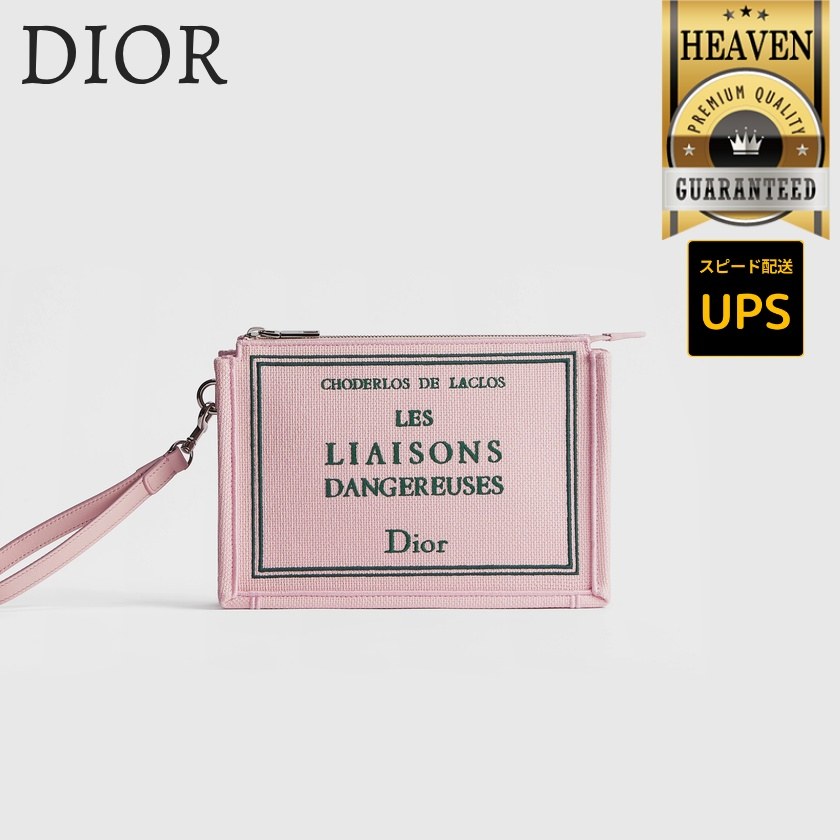 DIOR
HEAVEN
PREMIUM QUALITY
GUARANTEED
スピード配送
UPS
CHODERLOS DE LACLOS
LES
LIAISONS
DANGEREUSES
Dior